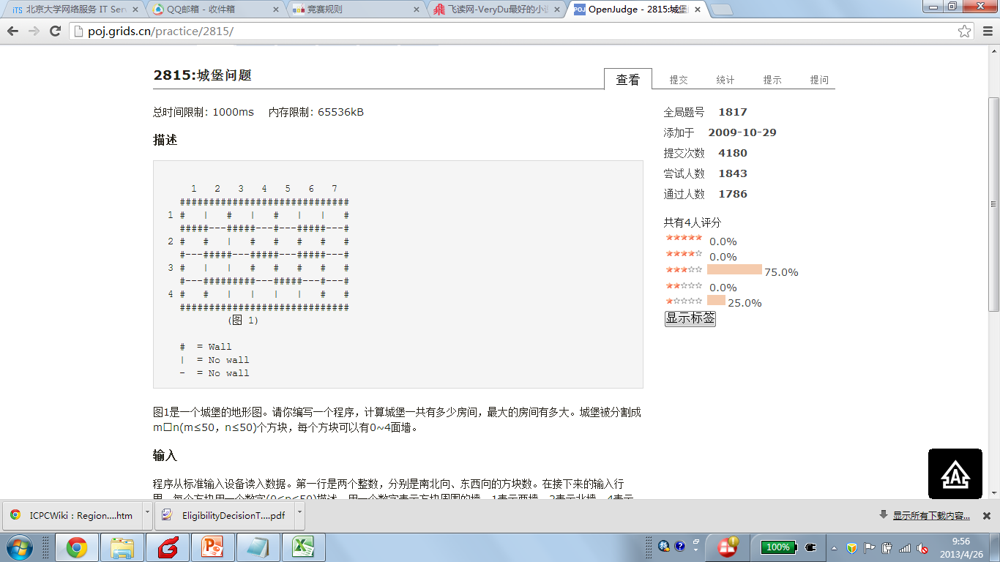 iTS 北京大学网络服务 IT Serv
QQ邮箱 - 收件箱
竞赛规则
飞读网-VeryDu最好的小说
POJ OpenJudge - 2815:城堡问
poj.grids.cn/practice/2815/
2815:城堡问题
查看 提交 统计 提示 提问
总时间限制: 1000ms 内存限制: 65536kB
描述
1 2 3 4 5 6 7
#############################
1 # | # | # | | #
#####---#####---#---#####---#
2 # # | # # # # #
#---#####---#####---#####---#
3 # | | # # # # #
#---#########---#####---#---#
4 # # | | | | # #
#############################
(图 1)
# = Wall
| = No wall
- = No wall
图1是一个城堡的地形图。请你编写一个程序，计算城堡一共有多少房间，最大的房间有多大。城堡被分割成
m□n(m≤50，n≤50)个方块，每个方块可以有0~4面墙。
输入
程序从标准输入设备读入数据。第一行是两个整数，分别是南北向、东西向的方块数。在接下来的输入行
全局题号 1817
添加于 2009-10-29
提交次数 4180
尝试人数 1843
通过人数 1786
共有4人评分
0.0%
0.0%
75.0%
0.0%
25.0%
显示标签
A
ICPCWiki : Region....htm
EligibilityDecisionT....pdf
显示所有下载内容...
100%
9:56
2013/4/26